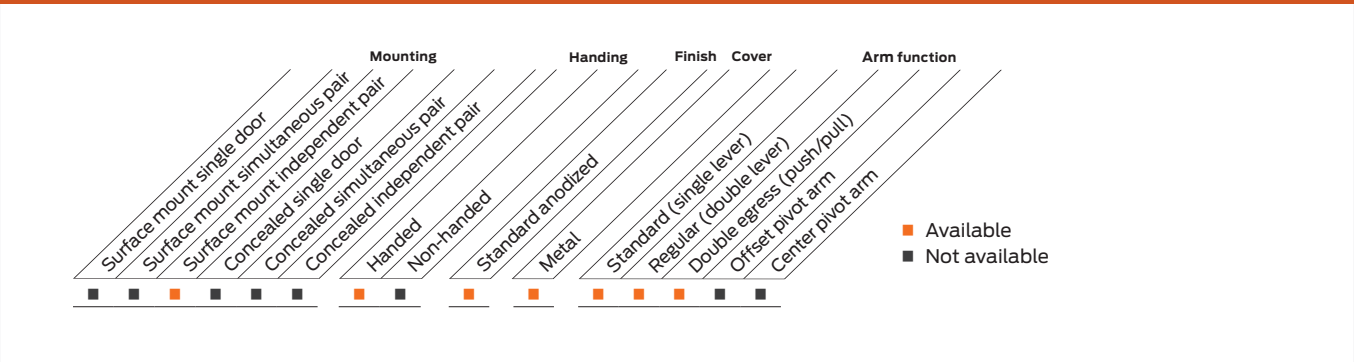 Mounting
Handing
Finish
Cover
Arm function
Surface mount single door
Surface mount simultaneous pair
Surface mount independent pair
Concealed single door
Concealed simultaneous pair
Concealed independent pair
Handed
Non-handed
Standard anodized
Metal
Standard (single lever)
Regular (double lever)
Double egress (push/pull)
Offset pivot arm
Center pivot arm
Available
Not available